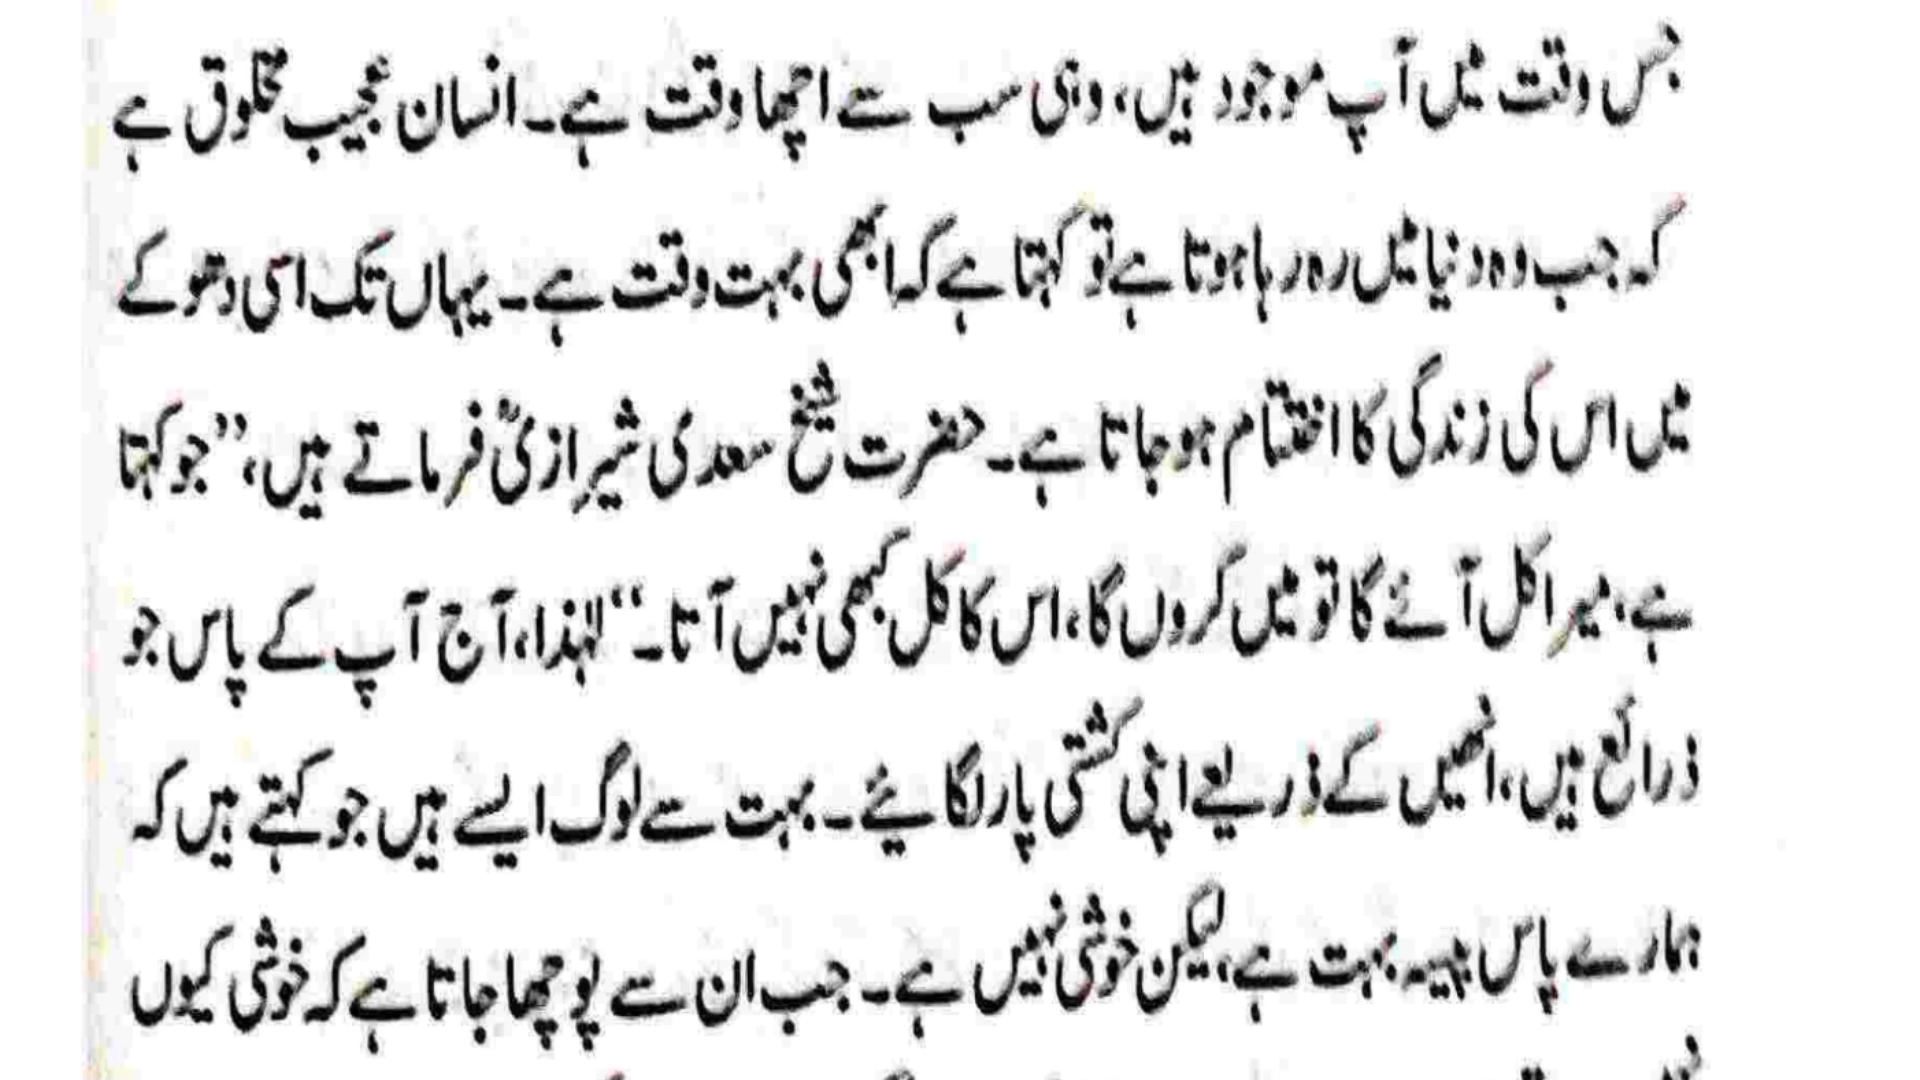 جس وقت میں آپ موجود ہیں، وہی سب سے اچھا وقت ہے۔ انسان عجیب مخلوق ہے
کہ جب وہ دنیا میں رہ رہا ہوتا ہے تو کہتا ہے کہ ابھی بہت وقت ہے۔ یہاں تک اسی دھوکے
میں اس کی زندگی کا اختتام ہو جاتا ہے۔ حضرت شیخ سعدی شیرازیؒ فرماتے ہیں، ”جو کہتا
ہے، میرا کل آئے گا تو میں کروں گا، اس کا کل کبھی نہیں آتا۔“ لہٰذا، آج آپ کے پاس جو
ذرائع ہیں، انھیں کے ذریعے اپنی کشتی پار لگائیے۔ بہت سے لوگ ایسے ہیں جو کہتے ہیں کہ
ہمارے پاس پیسہ بہت ہے، لیکن خوشی نہیں ہے۔ جب ان سے پوچھا جاتا ہے کہ خوشی کیوں